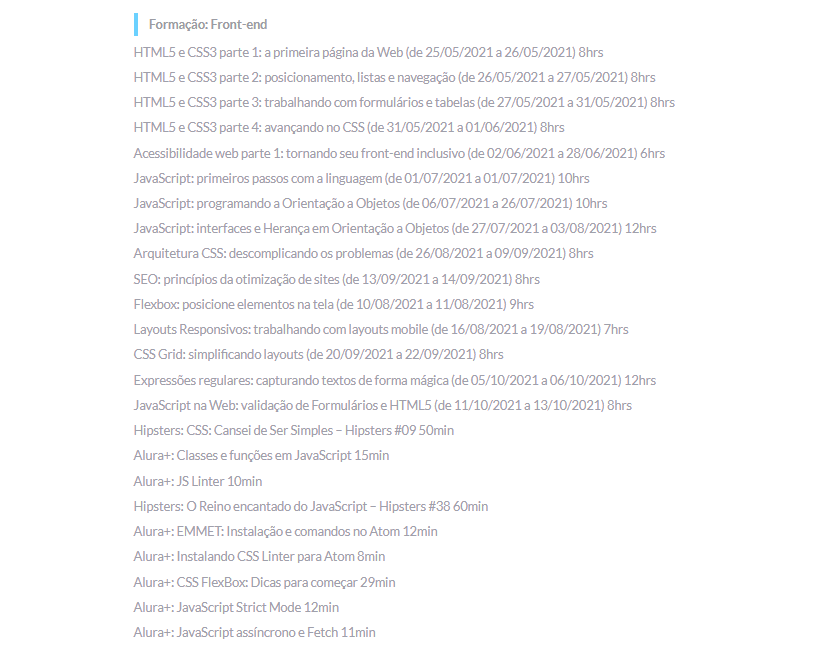 Formação: Front-end
HTML5 e CSS3 parte 1: a primeira página da Web (de 25/05/2021 a 26/05/2021) 8hrs
HTML5 e CSS3 parte 2: posicionamento, listas e navegação (de 26/05/2021 a 27/05/2021) 8hrs
HTML5 e CSS3 parte 3: trabalhando com formulários e tabelas (de 27/05/2021 a 31/05/2021) 8hrs
HTML5 e CSS3 parte 4: avançando no CSS (de 31/05/2021 a 01/06/2021) 8hrs
Acessibilidade web parte 1: tornando seu front-end inclusivo (de 02/06/2021 a 28/06/2021) 6hrs
JavaScript: primeiros passos com a linguagem (de 01/07/2021 a 01/07/2021) 10hrs
JavaScript: programando a Orientação a Objetos (de 06/07/2021 a 26/07/2021) 10hrs
JavaScript: interfaces e Herança em Orientação a Objetos (de 27/07/2021 a 03/08/2021) 12hrs
Arquitetura CSS: descomplicando os problemas (de 26/08/2021 a 09/09/2021) 8hrs
SEO: princípios da otimização de sites (de 13/09/2021 a 14/09/2021) 8hrs
Flexbox: posicione elementos na tela (de 10/08/2021 a 11/08/2021) 9hrs
Layouts Responsivos: trabalhando com layouts mobile (de 16/08/2021 a 19/08/2021) 7hrs
CSS Grid: simplificando layouts (de 20/09/2021 a 22/09/2021) 8hrs
Expressões regulares: capturando textos de forma mágica (de 05/10/2021 a 06/10/2021) 12hrs
JavaScript na Web: validação de Formulários e HTML5 (de 11/10/2021 a 13/10/2021) 8hrs
Hipsters: CSS: Cansei de Ser Simples – Hipsters #09 50min
Alura+: Classes e funções em JavaScript 15min
Alura+: JS Linter 10min
Hipsters: O Reino encantado do JavaScript – Hipsters #38 60min
Alura+: EMMET: Instalação e comandos no Atom 12min
Alura+: Instalando CSS Linter para Atom 8min
Alura+: CSS FlexBox: Dicas para começar 29min
Alura+: JavaScript Strict Mode 12min
Alura+: JavaScript assíncrono e Fetch 11min